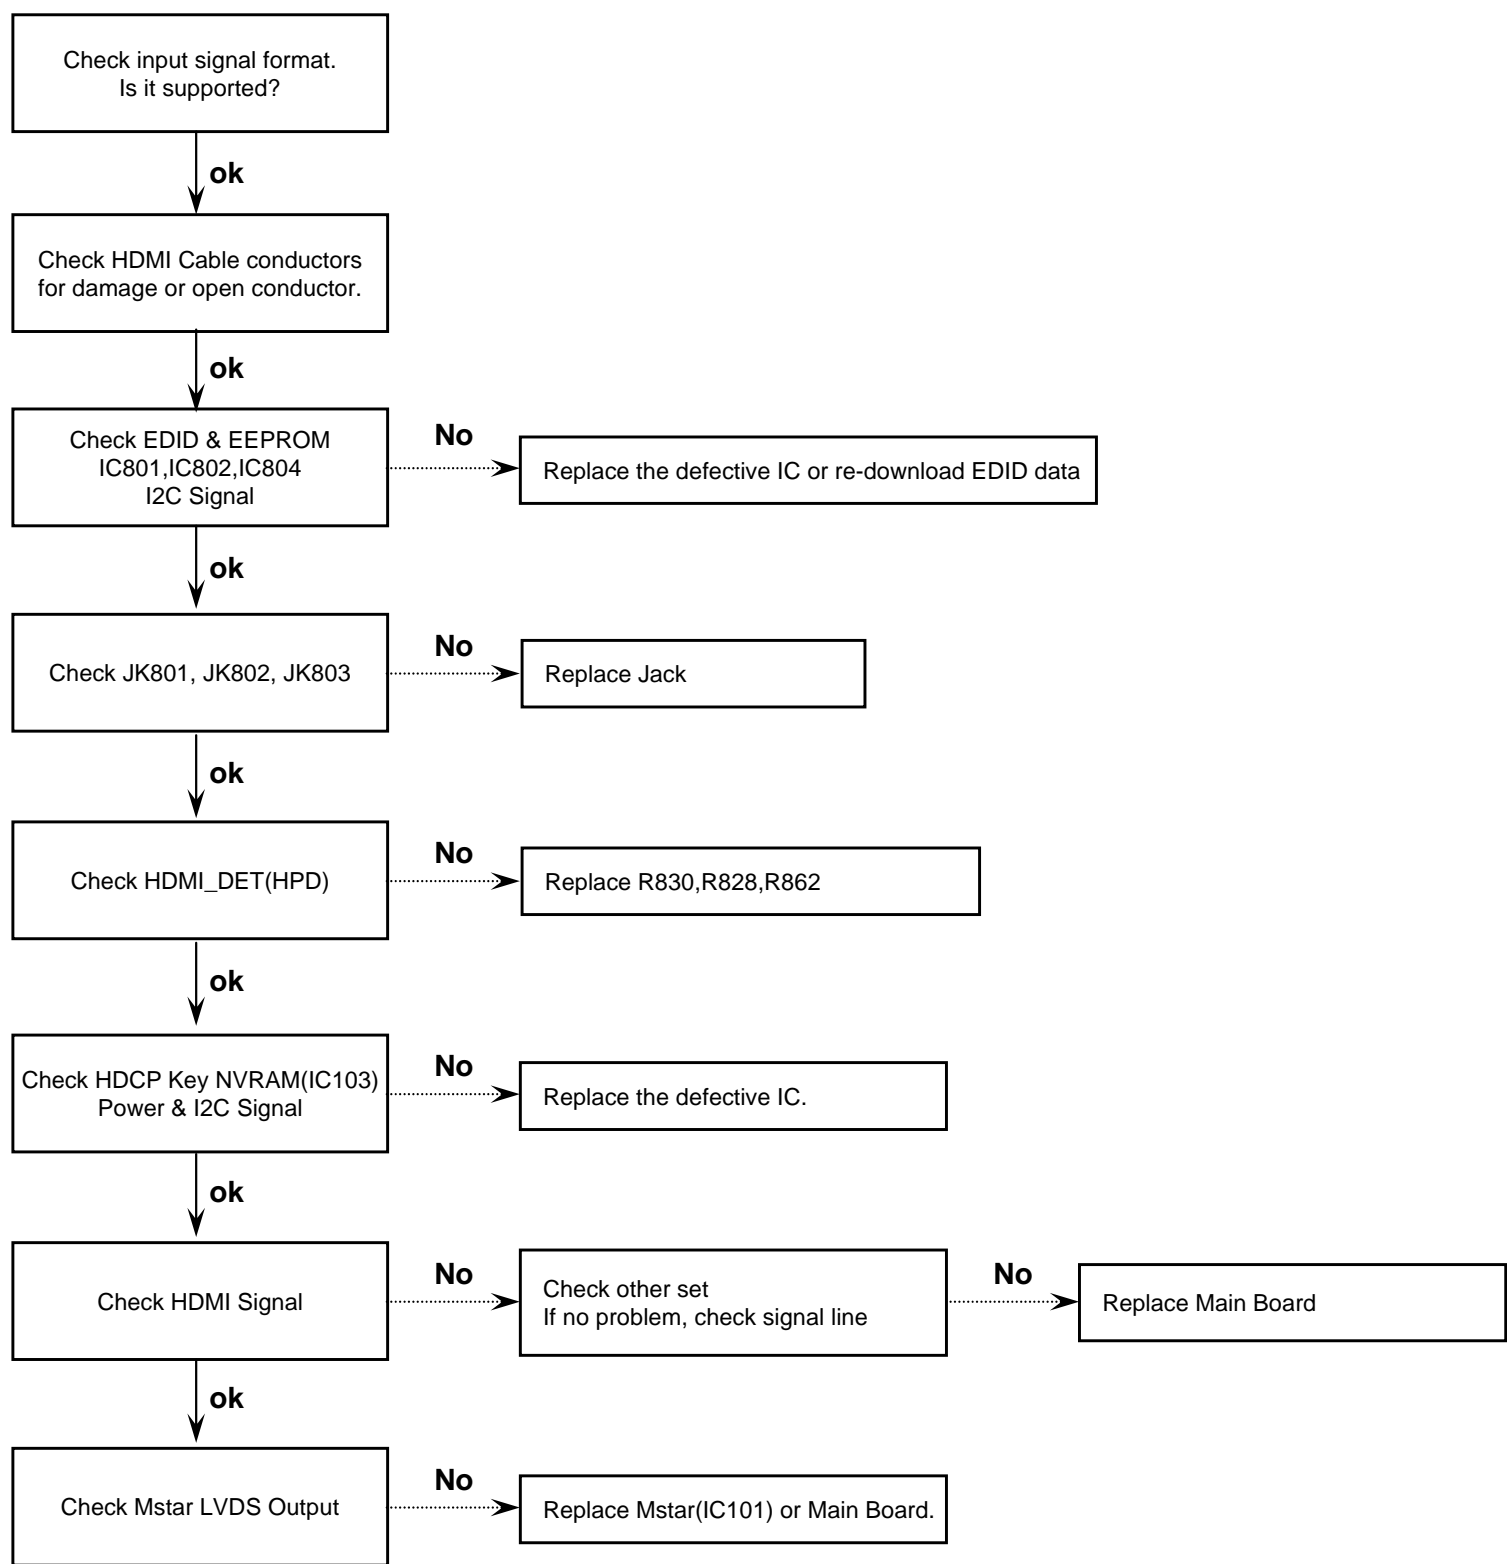 Check input signal format.
Is it supported?
ok
Check HDMI Cable conductors
for damage or open conductor.
ok
Check EDID & EEPROM
IC801,IC802,IC804
I2C Signal
No
Replace the defective IC or re-download EDID data
ok
Check JK801, JK802, JK803
No
Replace Jack
ok
Check HDMI_DET(HPD)
No
Replace R830,R828,R862
ok
Check HDCP Key NVRAM(IC103)
Power & I2C Signal
No
Replace the defective IC.
ok
Check HDMI Signal
No
Check other set
If no problem, check signal line
No
Replace Main Board
ok
Check Mstar LVDS Output
No
Replace Mstar(IC101) or Main Board.